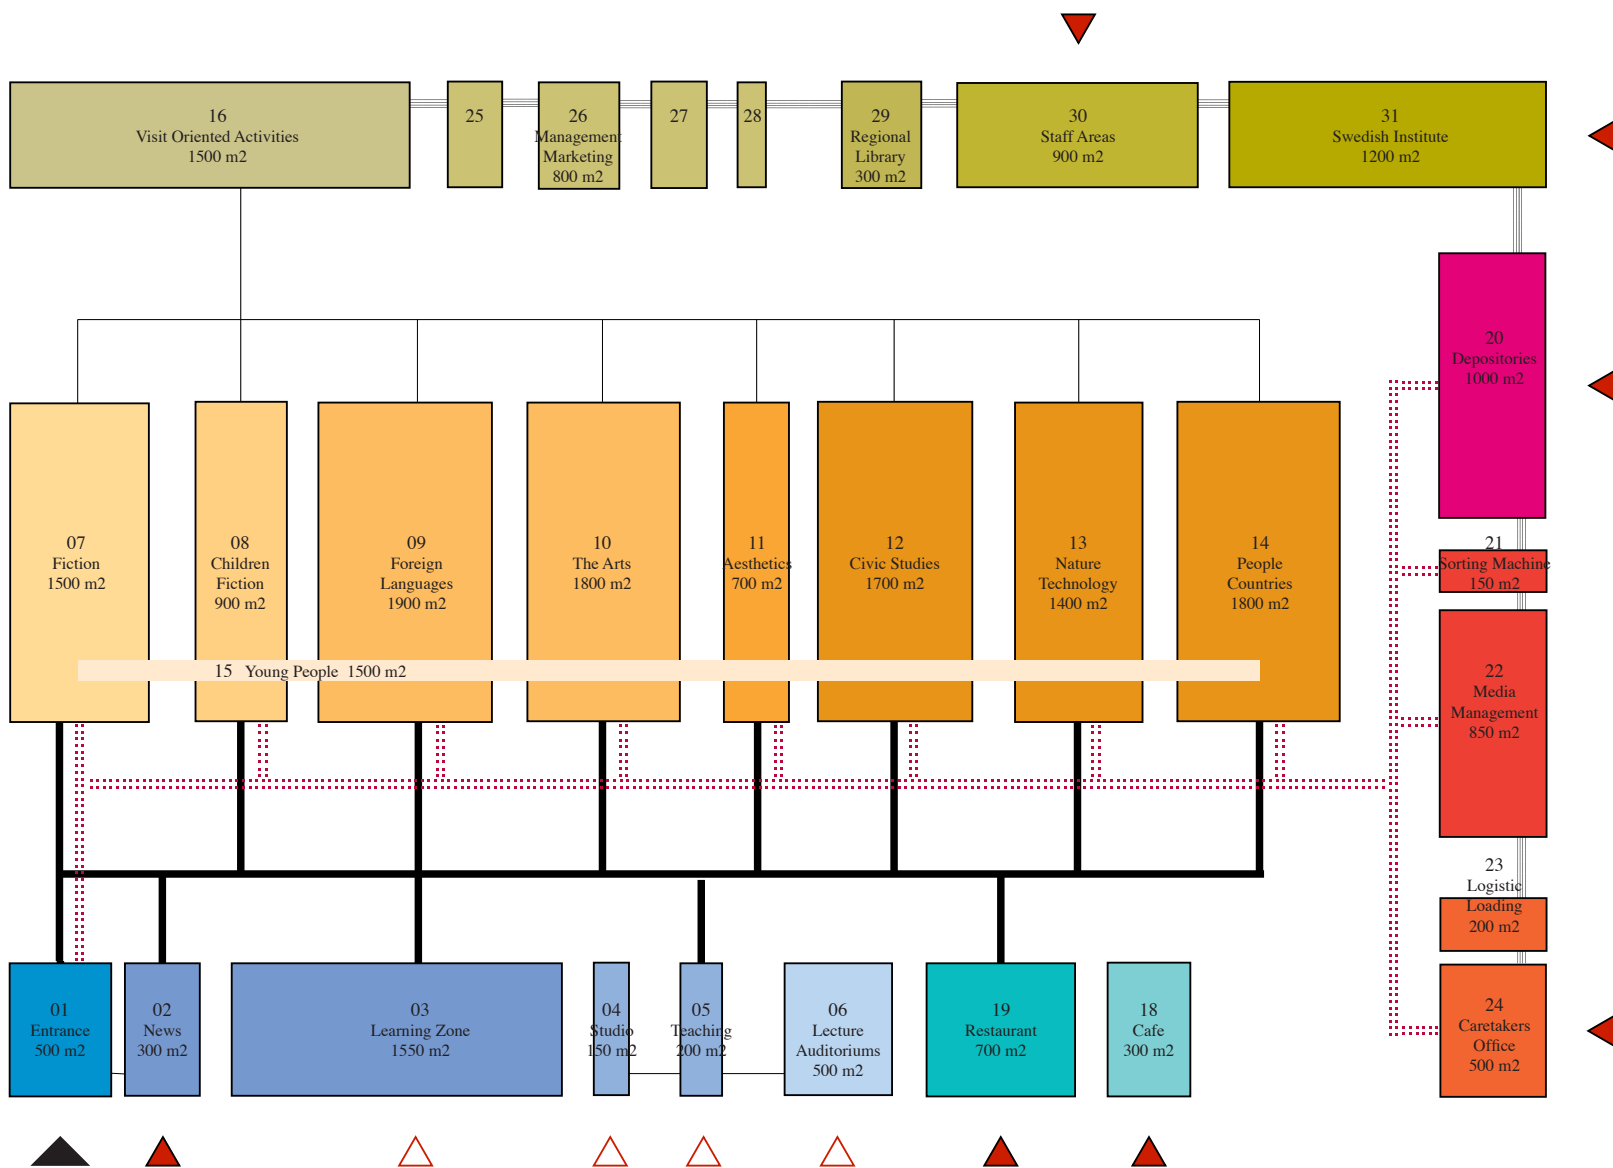 16
Visit Oriented Activities
1500 m2
25
26
Management
Marketing
800 m2
27
28
29
Regional
Library
300 m2
30
Staff Areas
900 m2
31
Swedish Institute
1200 m2
20
Depositories
1000 m2
07
Fiction
1500 m2
08
Children
Fiction
900 m2
09
Foreign
Languages
1900 m2
10
The Arts
1800 m2
11
Aesthetics
700 m2
12
Civic Studies
1700 m2
13
Nature
Technology
1400 m2
14
People
Countries
1800 m2
21
Sorting Machine
150 m2
15 Young People 1500 m2
22
Media
Management
850 m2
23
Logistic
Loading
200 m2
01
Entrance
500 m2
02
News
300 m2
03
Learning Zone
1550 m2
04
Studio
150 m2
05
Teaching
200 m2
06
Lecture
Auditoriums
500 m2
19
Restaurant
700 m2
18
Cafe
300 m2
24
Caretakers
Office
500 m2